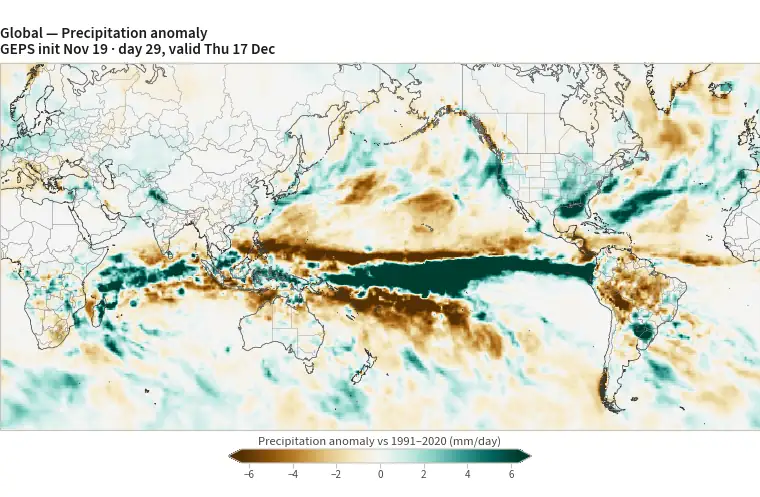 Global — Precipitation anomaly
GEPS init Nov 19 · day 29, valid Thu 17 Dec
Precipitation anomaly vs 1991–2020 (mm/day)
−6 −4 −2 0 2 4 6